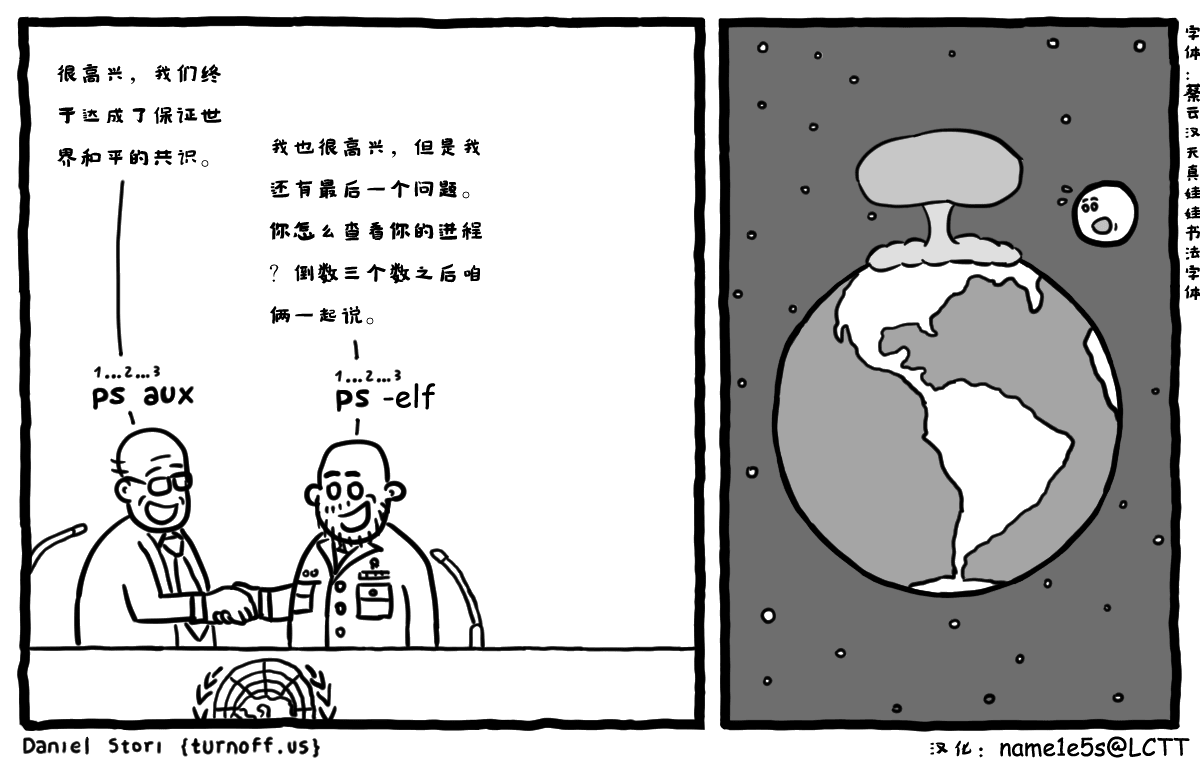 很高兴，我们终
于达成了保证世
界和平的共识。
我也很高兴，但是我
还有最后一个问题。
你怎么查看你的进程
？倒数三个数之后咱
俩一起说。
1...2...3
ps aux
1...2...3
ps -elf
字体：蔡云汉天真娃娃书法字体
Daniel Stori {turnoff.us}
汉化：name1e5s@LCTT